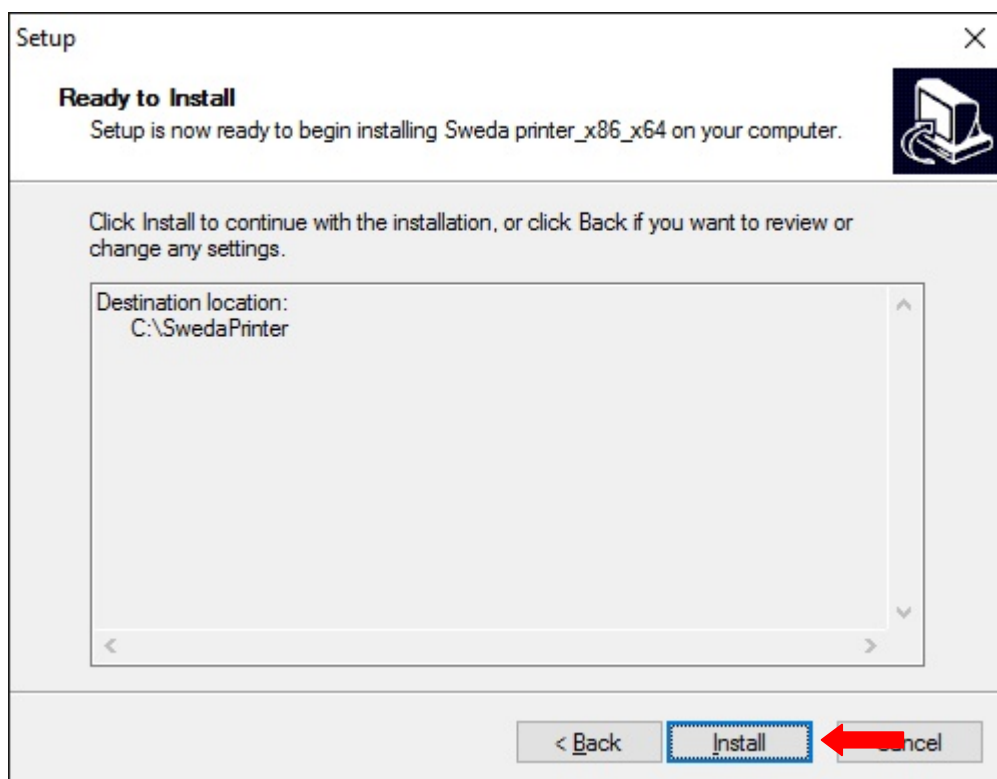 Setup
Ready to Install
Setup is now ready to begin installing Sweda printer_x86_x64 on your computer.
Click Install to continue with the installation, or click Back if you want to review or
change any settings.
Destination location:
C:\SwedaPrinter
< Back
Install